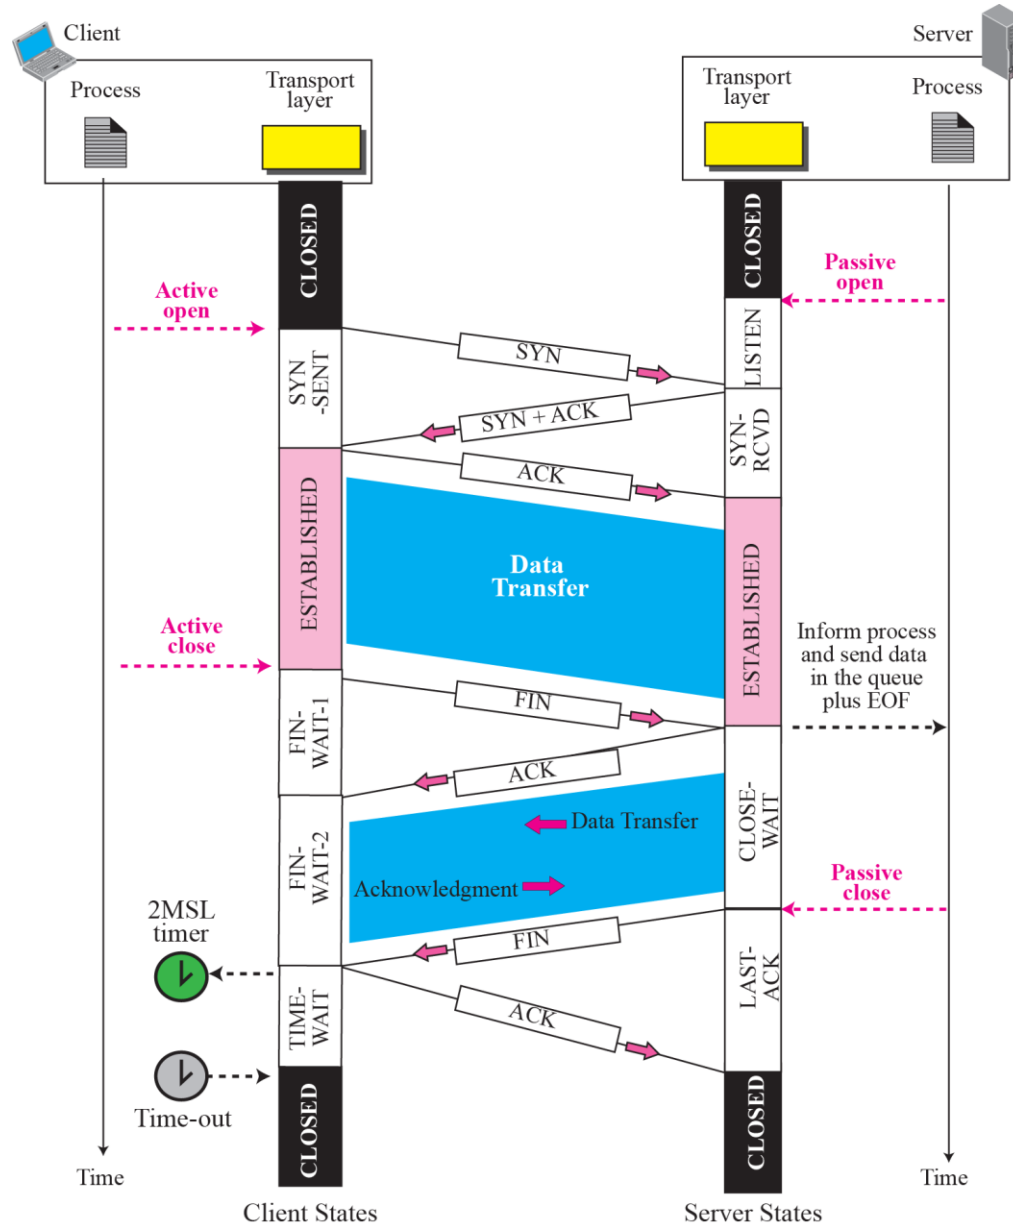 Client
Server
Process
Transport
layer
Transport
layer
Process
CLOSED
CLOSED
Active
open
Passive
open
SYN
SYN
-SENT
LISTEN
SYN + ACK
SYN-
RCVD
ACK
ESTABLISHED
Data
Transfer
ESTABLISHED
Active
close
Inform process
and send data
in the queue
plus EOF
FIN
FIN-
WAIT-1
ACK
CLOSE-
WAIT
Data Transfer
FIN-
WAIT-2
Acknowledgment
Passive
close
2MSL
timer
FIN
LAST-
ACK
TIME-
WAIT
ACK
Time-out
CLOSED
CLOSED
Time
Time
Client States
Server States